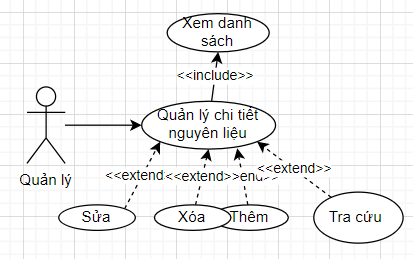 Xem danh
sách
<<include>>
Quản lý chi tiết
nguyên liệu
Quản lý
<<extend
<<extend>>
end>
<<extend>>
Sửa
Xóa
Thêm
Tra cứu